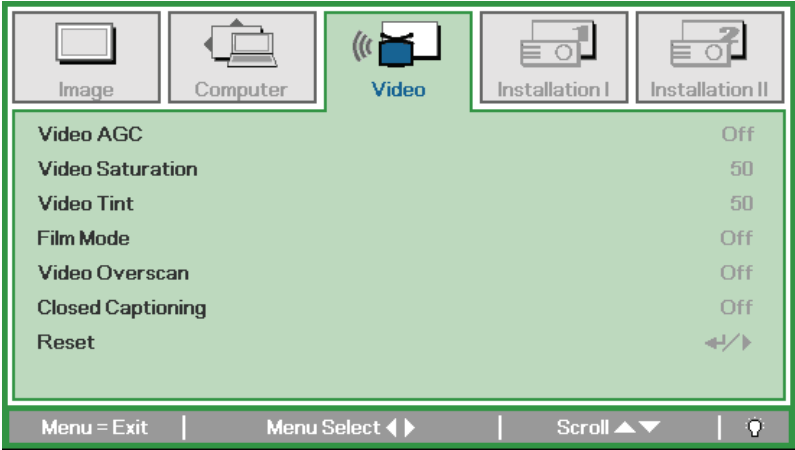 Image Computer Video Installation I Installation II
Video AGC Off
Video Saturation 50
Video Tint 50
Film Mode Off
Video Overscan Off
Closed Captioning Off
Reset
Menu = Exit Menu Select Scroll